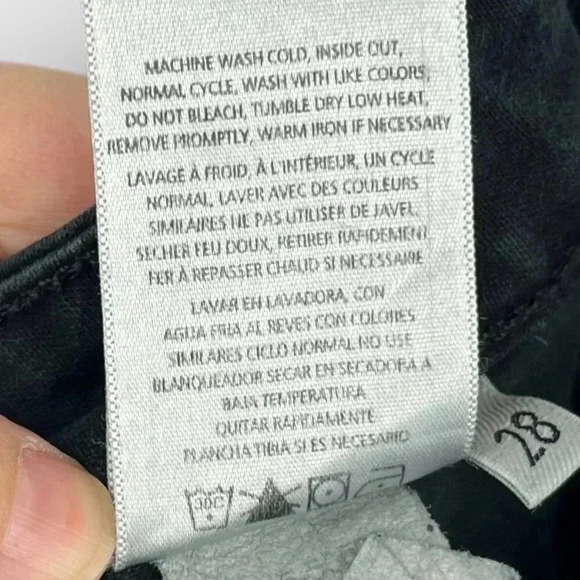 MACHINE WASH COLD, INSIDE OUT,
NORMAL CYCLE, WASH WITH LIKE COLORS,
DO NOT BLEACH, TUMBLE DRY LOW HEAT,
REMOVE PROMPTLY, WARM IRON IF NECESSARY
LAVAGE À FROID, À L'INTÉRIEUR, UN CYCLE
NORMAL, LAVER AVEC DES COULEURS
SIMILAIRES NE PAS UTILISER DE JAVEL,
SÉCHER FEU DOUX, RETIRER RAPIDEMENT
FER À REPASSER CHAUD SI NECESSAIRE
LAVAR EN LAVADORA, CON
AGUA FRIA AL REVES CON COLORES
SIMILARES CICLO NORMAL NO USE
BLANQUEADOR SECAR EN SECADORA A
BAJA TEMPERATURA
QUITAR RAPIDAMENTE
PLANCHA TIBIA SI ES NECESARIO
30C
28